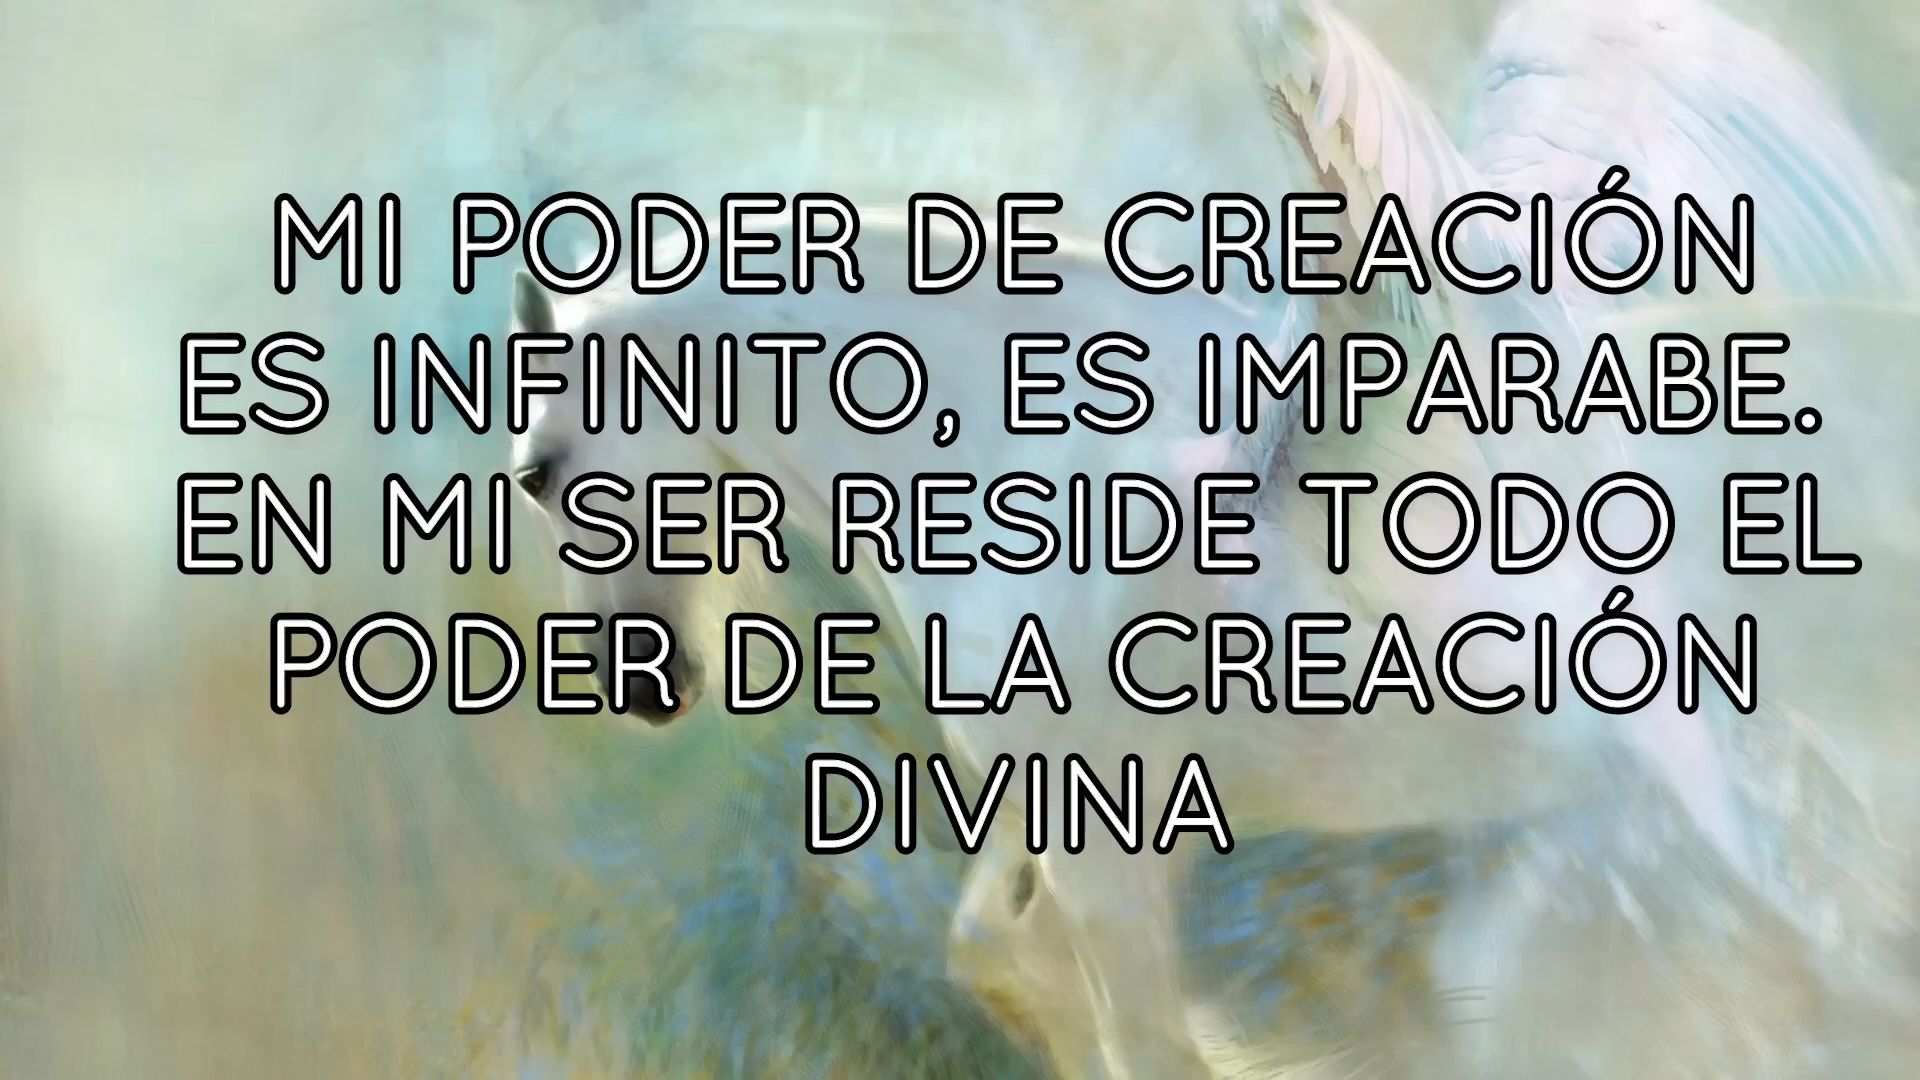 MI PODER DE CREACIÓN
ES INFINITO, ES IMPARABE.
EN MI SER RESIDE TODO EL
PODER DE LA CREACIÓN
DIVINA